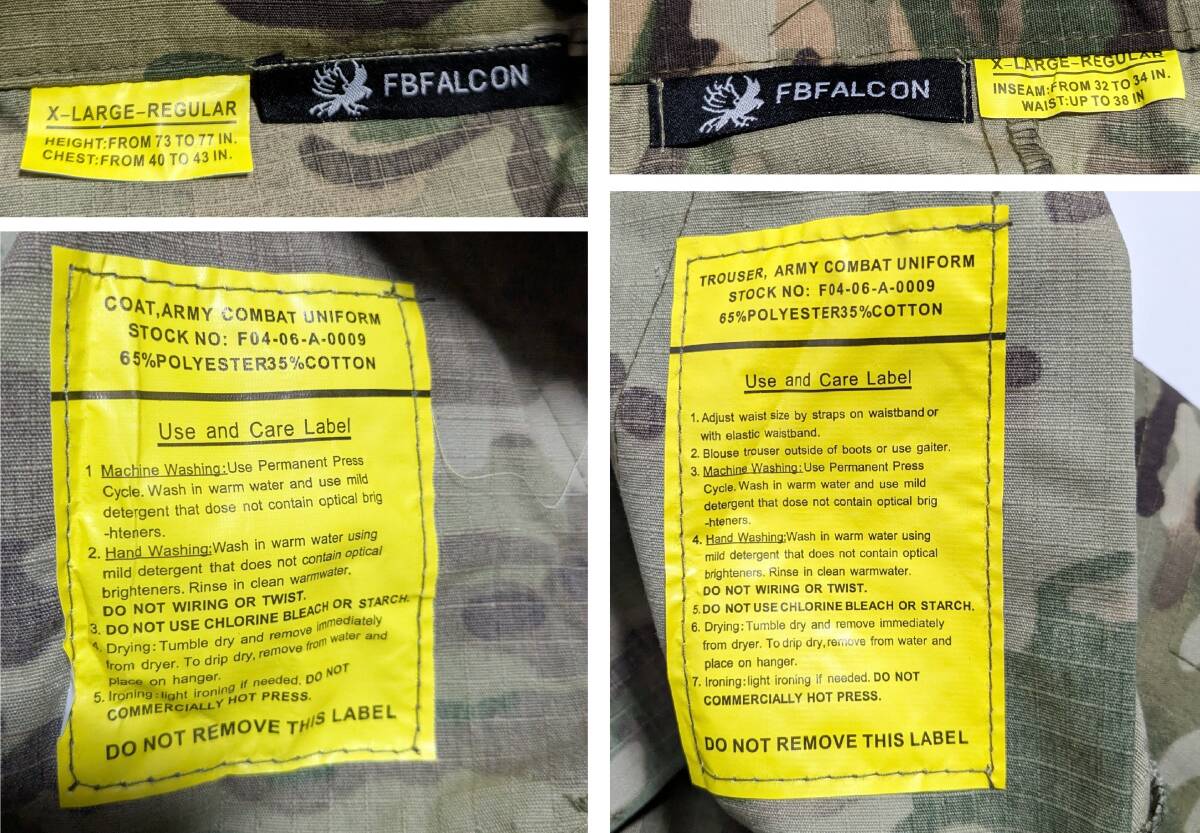 X-LARGE-REGULAR
HEIGHT:FROM 73 TO 77 IN.
CHEST:FROM 40 TO 43 IN.
FBFALCON
FBFALCON
X-LARGE-REGULAR
INSEAM:FROM 32 TO 34 IN.
WAIST:UP TO 38 IN
COAT,ARMY COMBAT UNIFORM
STOCK NO: F04-06-A-0009
65%POLYESTER35%COTTON
Use and Care Label
1 Machine Washing:Use Permanent Press
Cycle. Wash in warm water and use mild
detergent that dose not contain optical brig
-hteners.
2. Hand Washing:Wash in warm water using
mild detergent that does not contain optical
brighteners. Rinse in clean warmwater.
DO NOT WIRING OR TWIST.
3. DO NOT USE CHLORINE BLEACH OR STARCH.
4. Drying:Tumble dry and remove immediately
from dryer. To drip dry, remove from water and
place on hanger.
5. Ironing:light ironing if needed. DO NOT
COMMERCIALLY HOT PRESS.
DO NOT REMOVE THIS LABEL
TROUSER, ARMY COMBAT UNIFORM
STOCK NO: F04-06-A-0009
65%POLYESTER35%COTTON
Use and Care Label
1. Adjust waist size by straps on waistband or
with elastic waistband.
2. Blouse trouser outside of boots or use gaiter.
3. Machine Washing:Use Permanent Press
Cycle. Wash in warm water and use mild
detergent that does not contain optical brig
-hteners.
4. Hand Washing:Wash in warm water using
mild detergent that does not contain optical
brighteners. Rinse in clean warmwater.
DO NOT WIRING OR TWIST.
5. DO NOT USE CHLORINE BLEACH OR STARCH.
6. Drying:Tumble dry and remove immediately
from dryer. To drip dry, remove from water and
place on hanger.
7. Ironing:light ironing if needed. DO NOT
COMMERCIALLY HOT PRESS.
DO NOT REMOVE THIS LABEL